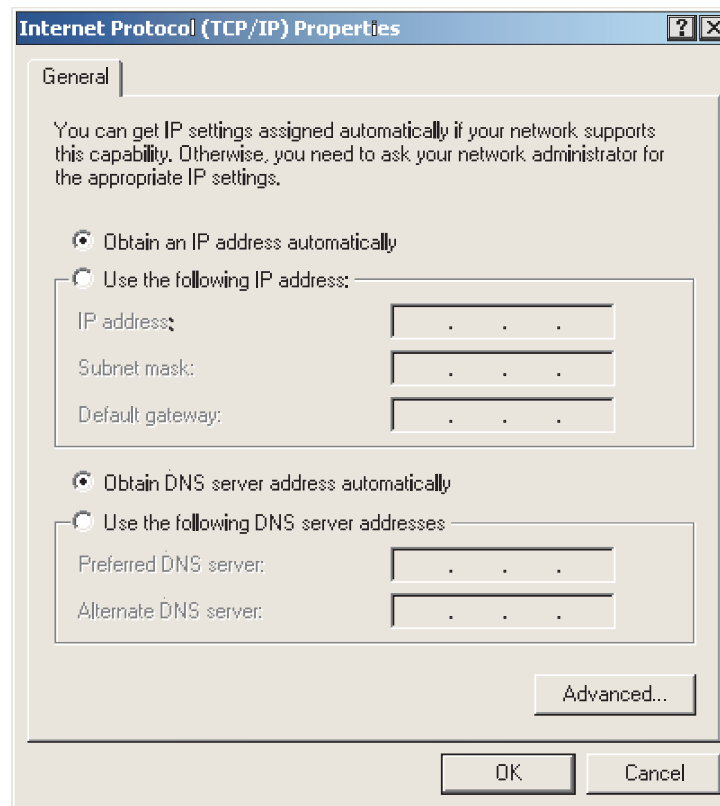 Internet Protocol (TCP/IP) Properties
General
You can get IP settings assigned automatically if your network supports
this capability. Otherwise, you need to ask your network administrator for
the appropriate IP settings.
Obtain an IP address automatically
Use the following IP address:
IP address:
Subnet mask:
Default gateway:
Obtain DNS server address automatically
Use the following DNS server addresses
Preferred DNS server:
Alternate DNS server:
Advanced...
OK
Cancel